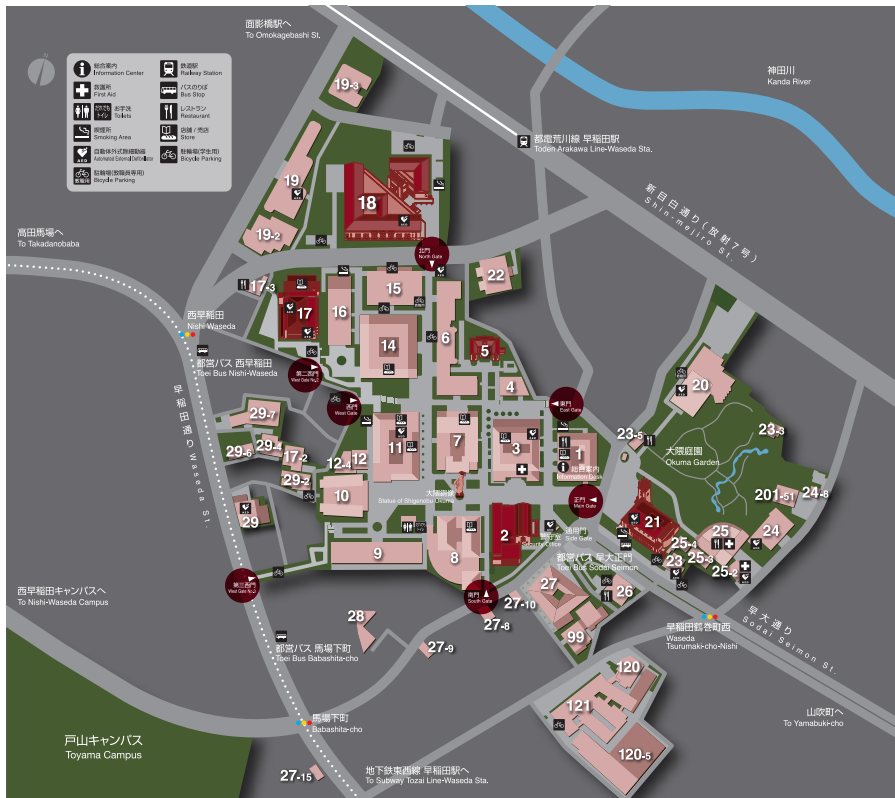 面影橋駅へ
To Omokagebashi St.
N
総合案内
Information Center
救護所
First Aid
だれでもトイレ
お手洗
Toilets
喫煙所
Smoking Area
AED
自動体外式除細動器
Automated External Defibrillator
教職員用
駐輪場(教職員専用)
Bicycle Parking
鉄道駅
Railway Station
バスのりば
Bus Stop
レストラン
Restaurant
店舗 / 売店
Store
駐輪場(学生用)
Bicycle Parking
神田川
Kanda River
都電荒川線 早稲田駅
Toden Arakawa Line-Waseda Sta.
新目白通り(放射7号)
Shin-mejiro St.
高田馬場へ
To Takadanobaba
西早稲田
Nishi Waseda
都営バス 西早稲田
Toei Bus Nishi-Waseda
早稲田通り Waseda St.
19-3
19
19-2
18
北門
North Gate
17-3
17
16
15
22
14
6
5
4
第二西門
West Gate No.2
西門
West Gate
東門
East Gate
20
23-5
23-3
大隈庭園
Okuma Garden
29-7
29-6
29-4
17-2
29-2
12-4
12
11
7
3
1
総合案内
Information Desk
10
大隈銅像
Statue of Shigenobu Okuma
正門
Main Gate
201-51
24-8
24
29
21
25
25-4
25-3
23
25-2
2
通用門
Side Gate
Security Office
都営バス 早大正門
Toei Bus Sodai Seimon
9
8
第三西門
West Gate No.3
南門
South Gate
27
26
27-10
27-8
99
28
27-9
早稲田鶴巻町西
Waseda
Tsurumaki-cho-Nishi
早大通り
Sodai Seimon St.
西早稲田キャンパスへ
To Nishi-Waseda Campus
都営バス 馬場下町
Toei Bus Babashita-cho
120
121
120-5
馬場下町
Babashita-cho
山吹町へ
To Yamabuki-cho
戸山キャンパス
Toyama Campus
27-15
地下鉄東西線 早稲田駅へ
To Subway Tozai Line-Waseda Sta.